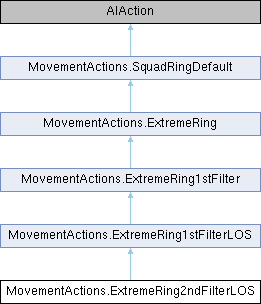 AIAction
MovementActions.SquadRingDefault
MovementActions.ExtremeRing
MovementActions.ExtremeRing1stFilter
MovementActions.ExtremeRing1stFilterLOS
MovementActions.ExtremeRing2ndFilterLOS